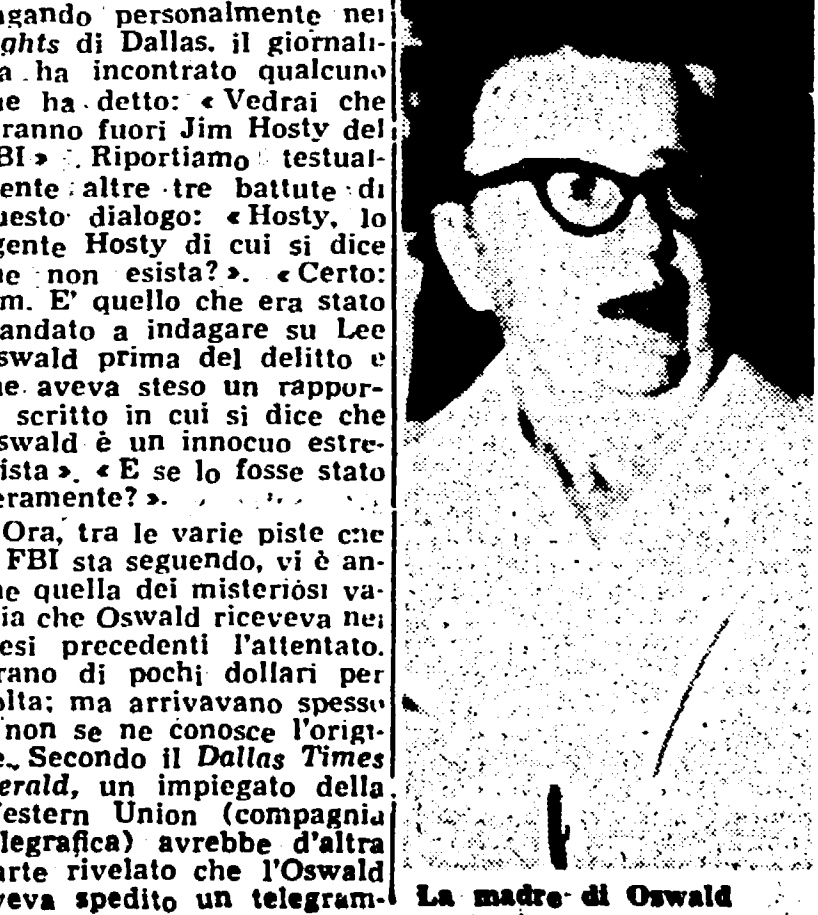 agando personalmente nei
ights di Dallas, il giornali-
a ha incontrato qualcuno
he ha detto: « Vedrai che
ranno fuori Jim Hosty del
BI » . Riportiamo testual-
ente altre tre battute di
uesto dialogo: « Hosty, lo
gente Hosty di cui si dice
he non esista? ». « Certo:
im. E' quello che era stato
andato a indagare su Lee
swald prima del delitto e
he aveva steso un rappor-
scritto in cui si dice che
swald è un innocuo estre-
ista ». « E se lo fosse stato
eramente? ».
Ora, tra le varie piste che
FBI sta seguendo, vi è an-
he quella dei misteriosi va-
lia che Oswald riceveva nei
esi precedenti l'attentato.
rano di pochi dollari per
olta; ma arrivavano spesso
non se ne conosce l'origi-
e. Secondo il Dallas Times
erald, un impiegato della
estern Union (compagnia
legrafica) avrebbe d'altra
arte rivelato che l'Oswald
veva spedito un telegram-
La madre di Oswald